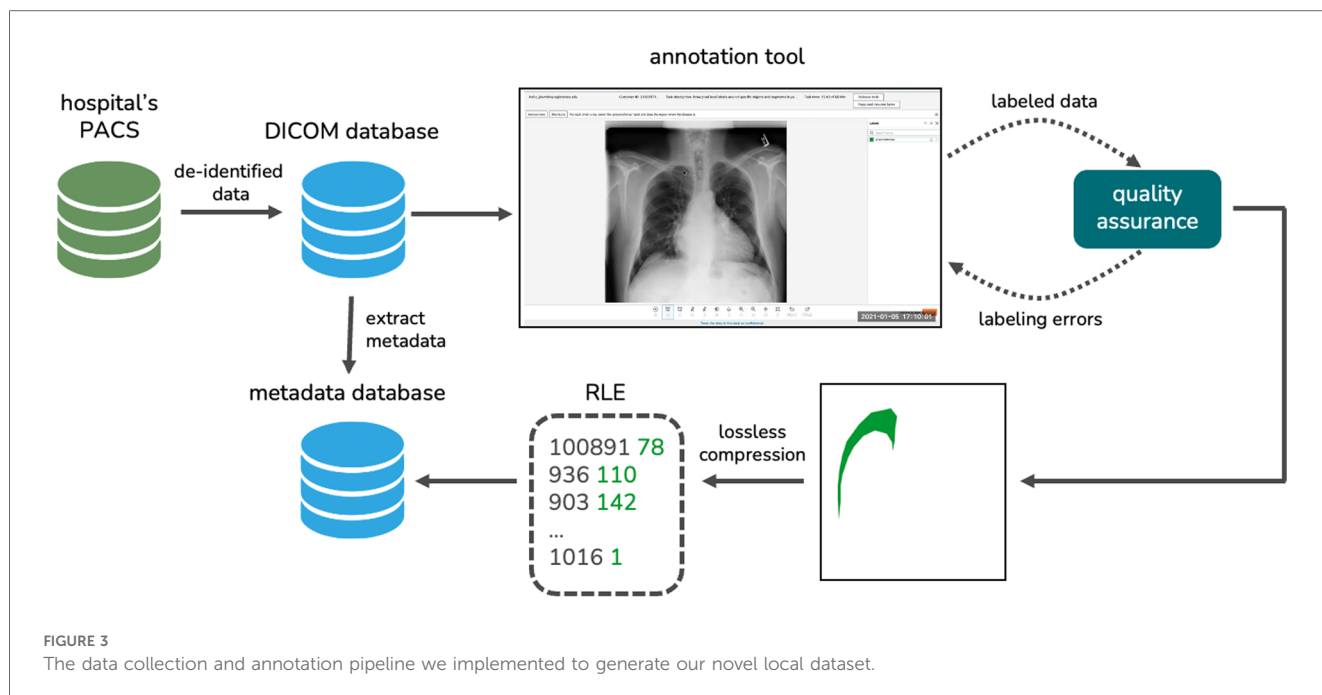 annotation tool
hospital's
PACS
DICOM database
de-identified
data
labeled data
quality
assurance
labeling errors
2021-01-05 17:10:01
Labels
extract
metadata
metadata database
RLE
100891 78
936 110
903 142
...
1016 1
lossless
compression
FIGURE 3
The data collection and annotation pipeline we implemented to generate our novel local dataset.